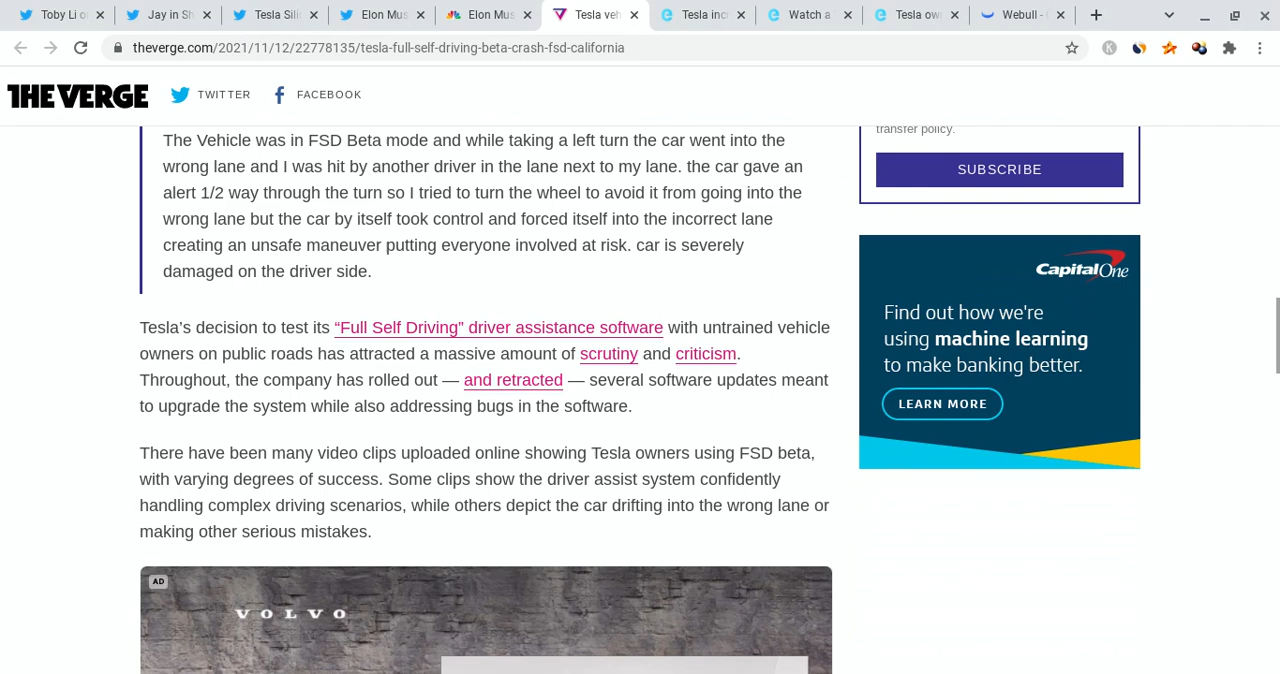 Toby Li o
Jay in Sh
Tesla Sili
Elon Mus
Elon Mus
Tesla veh
Tesla inc
Watch a
Tesla ow
Webull -
theverge.com/2021/11/12/22778135/tesla-full-self-driving-beta-crash-fsd-california
THE VERGE
TWITTER
FACEBOOK
The Vehicle was in FSD Beta mode and while taking a left turn the car went into the
wrong lane and I was hit by another driver in the lane next to my lane. the car gave an
alert 1/2 way through the turn so I tried to turn the wheel to avoid it from going into the
wrong lane but the car by itself took control and forced itself into the incorrect lane
creating an unsafe maneuver putting everyone involved at risk. car is severely
damaged on the driver side.
Tesla’s decision to test its “Full Self Driving” driver assistance software with untrained vehicle
owners on public roads has attracted a massive amount of scrutiny and criticism.
Throughout, the company has rolled out — and retracted — several software updates meant
to upgrade the system while also addressing bugs in the software.
There have been many video clips uploaded online showing Tesla owners using FSD beta,
with varying degrees of success. Some clips show the driver assist system confidently
handling complex driving scenarios, while others depict the car drifting into the wrong lane or
making other serious mistakes.
AD
VOLVO
transfer policy.
SUBSCRIBE
Capital One
Find out how we're
using machine learning
to make banking better.
LEARN MORE